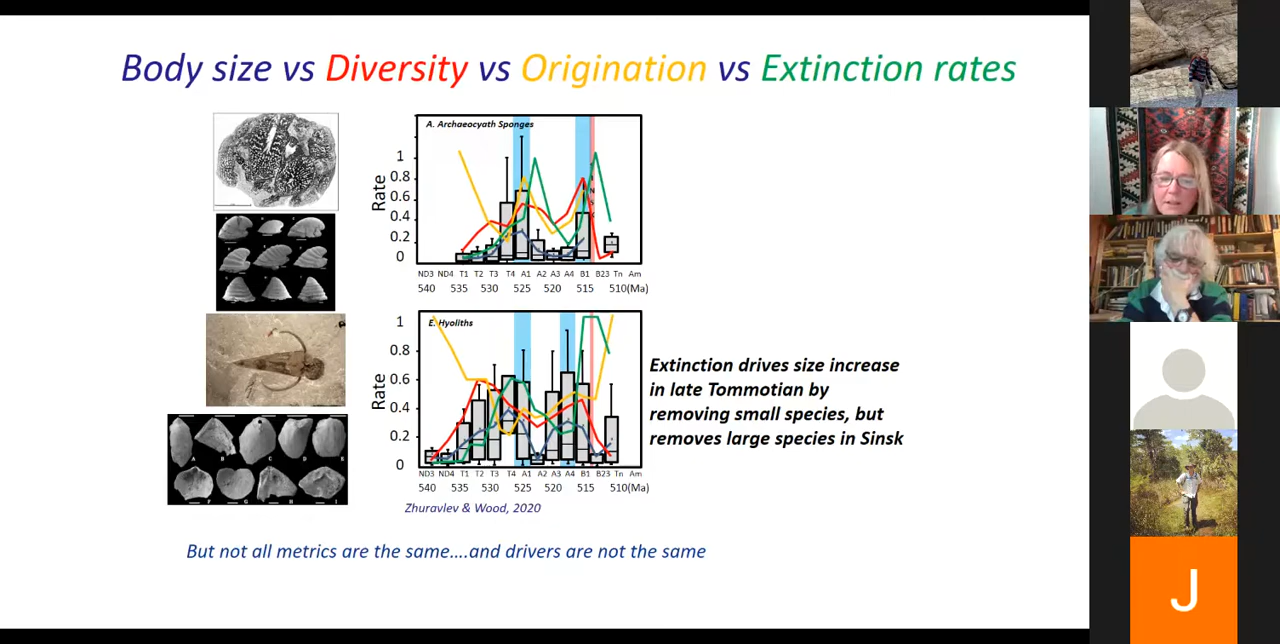 Body size vs Diversity vs Origination vs Extinction rates
A. Archaeocyath Sponges
Rate
1
0.8
0.6
0.4
0.2
0
ND3 ND4 T1 T2 T3 T4 A1 A2 A3 A4 B1 B23 Tn Am
540 535 530 525 520 515 510(Ma)
E. Hyoliths
Rate
1
0.8
0.6
0.4
0.2
0
ND3 ND4 T1 T2 T3 T4 A1 A2 A3 A4 B1 B23 Tn Am
540 535 530 525 520 515 510(Ma)
Zhuravlev & Wood, 2020
Extinction drives size increase
in late Tommotian by
removing small species, but
removes large species in Sinsk
But not all metrics are the same....and drivers are not the same
J